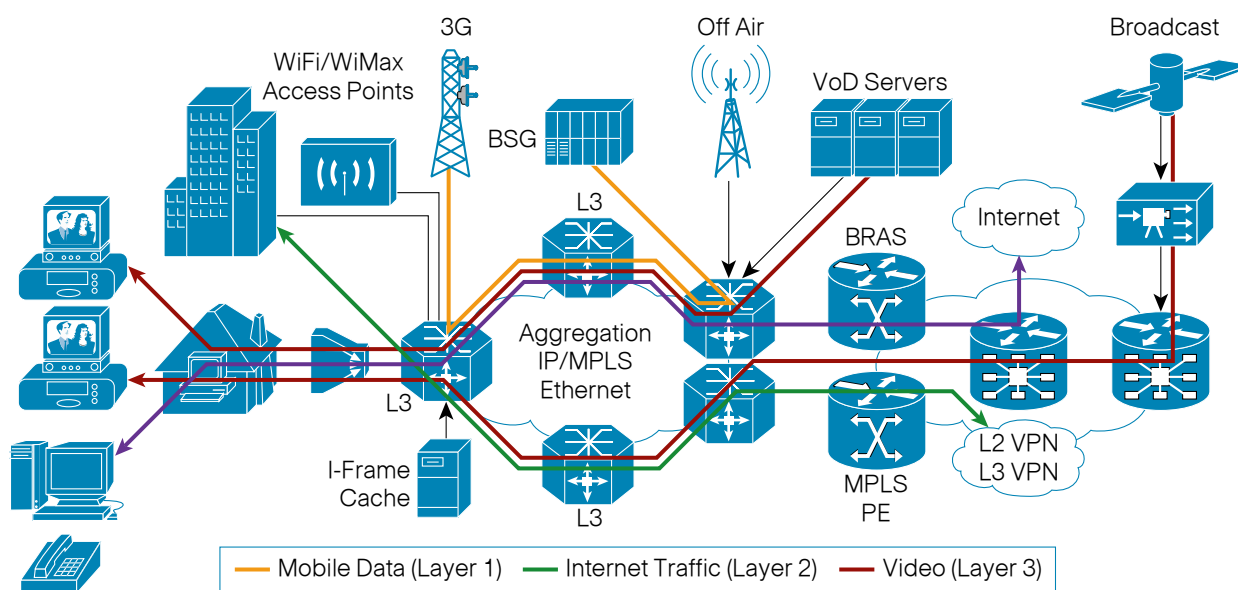 3G
Off Air
Broadcast
WiFi/WiMax
Access Points
VoD Servers
BSG
L3
Internet
BRAS
Aggregation
IP/MPLS
Ethernet
L3
L2 VPN
L3 VPN
I-Frame
Cache
L3
MPLS
PE
Mobile Data (Layer 1)
Internet Traffic (Layer 2)
Video (Layer 3)